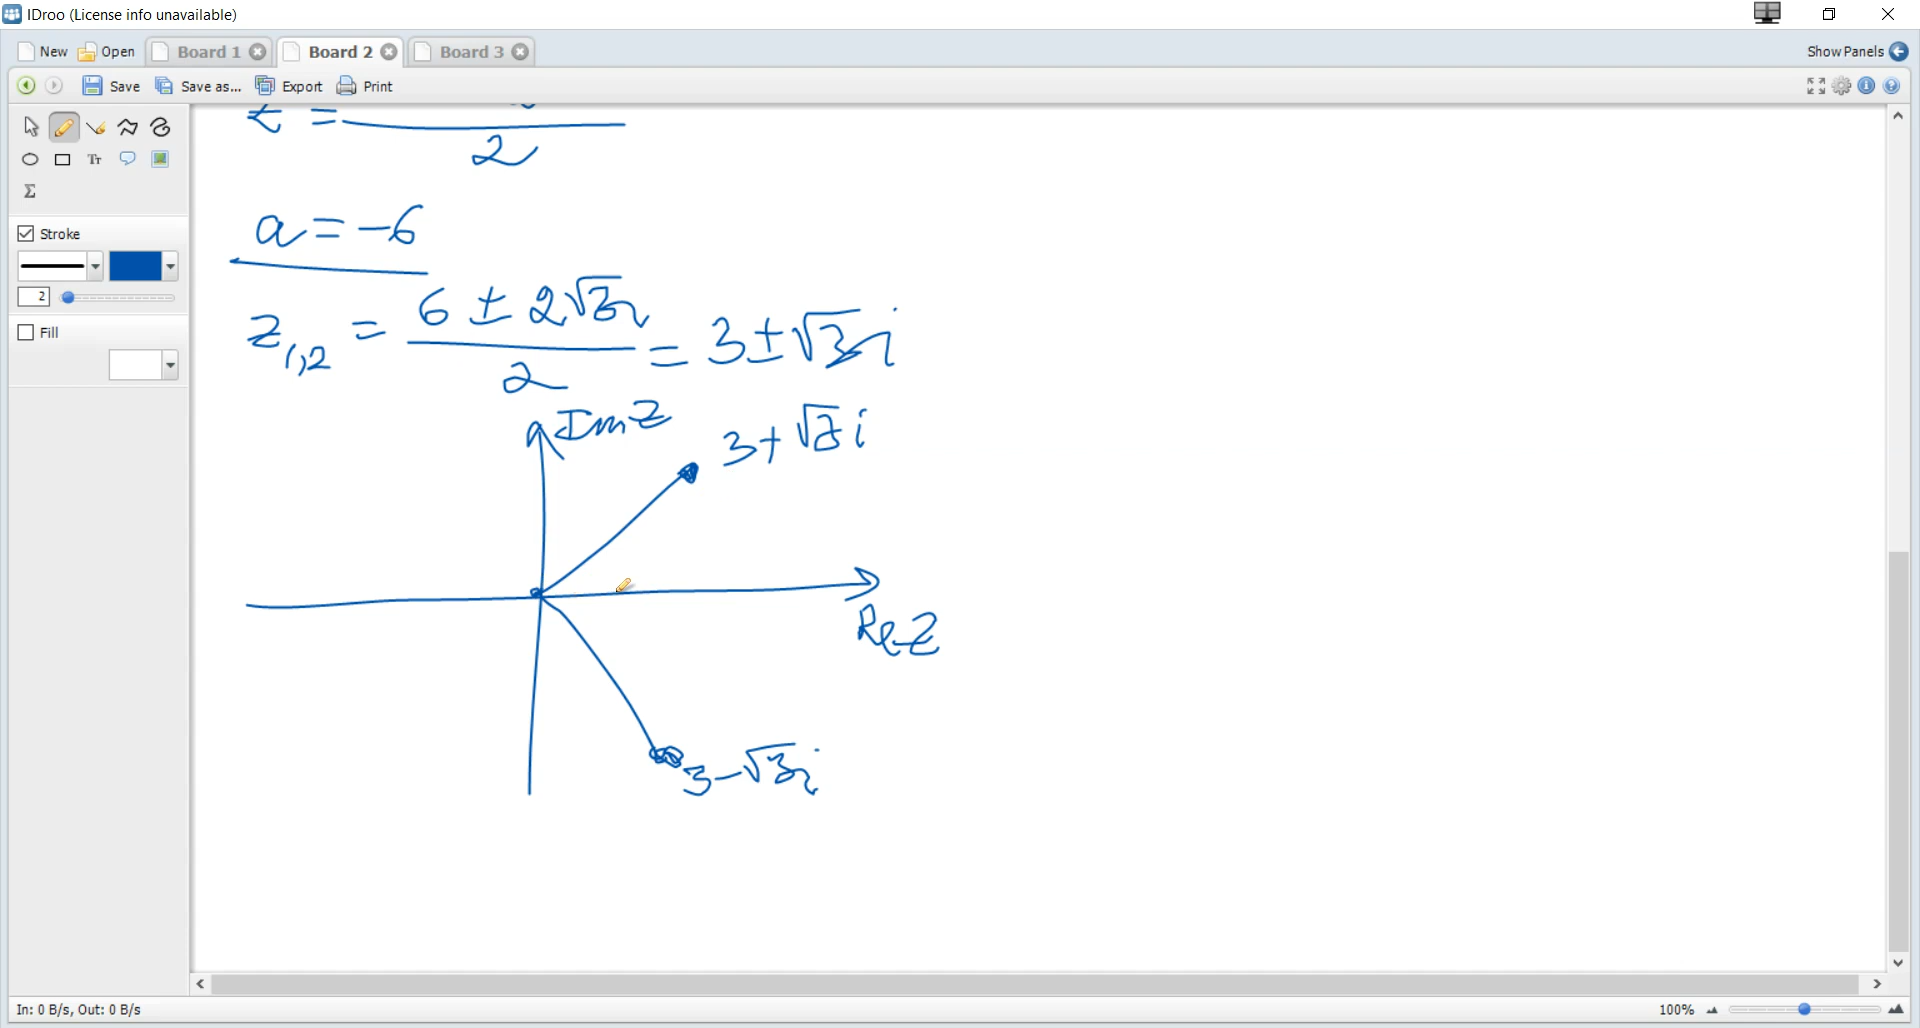 IDroo (License info unavailable)
New Open Board 1 Board 2 Board 3 Show Panels
Save Save as... Export Print
z =
2
Tt
Σ
Stroke
a = -6
2
Fill
z₁,₂ = (6 ± 2√3i)/2 = 3 ± √3 i
Im z
3 + √3 i
Re z
3 - √3i
In: 0 B/s, Out: 0 B/s 100%